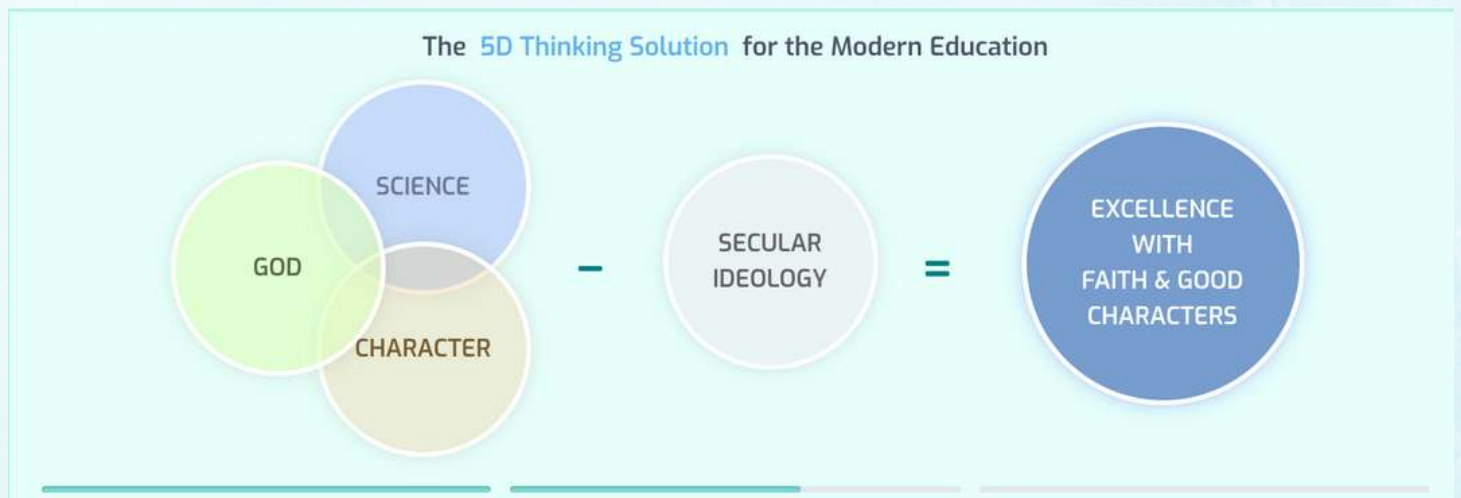 The 5D Thinking Solution for the Modern Education
SCIENCE
GOD
CHARACTER
–
SECULAR
IDEOLOGY
=
EXCELLENCE
WITH
FAITH & GOOD
CHARACTERS